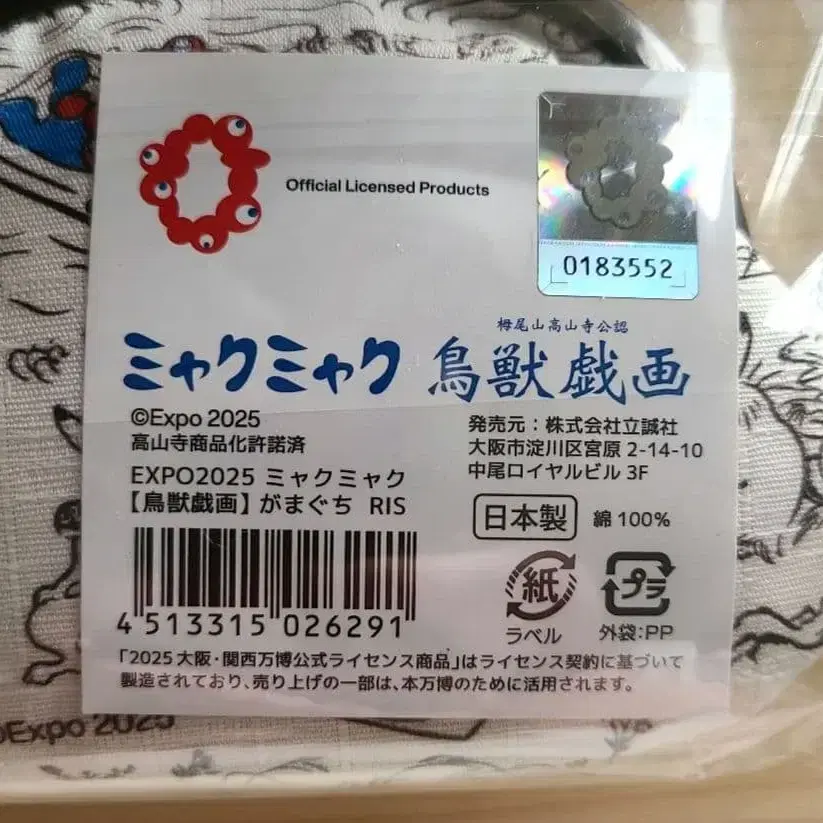 Official Licensed Products
0183552
栂尾山高山寺公認
ミャクミャク 鳥獣戯画
©Expo 2025
高山寺商品化許諾済
EXPO2025 ミャクミャク
【鳥獣戯画】がまぐち RIS
発売元：株式会社立誠社
大阪市淀川区宮原 2-14-10
中尾ロイヤルビル 3F
日本製 綿 100%
4 513315 026291
紙
ラベル
プラ
外袋:PP
「2025大阪・関西万博公式ライセンス商品」はライセンス契約に基づいて
製造されており、売り上げの一部は、本万博のために活用されます。
©Expo 2025